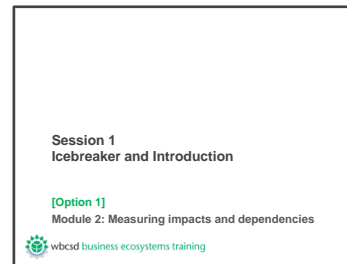 Session 1
Icebreaker and Introduction
[Option 1]
Module 2: Measuring impacts and dependencies
wbcsd business ecosystems training